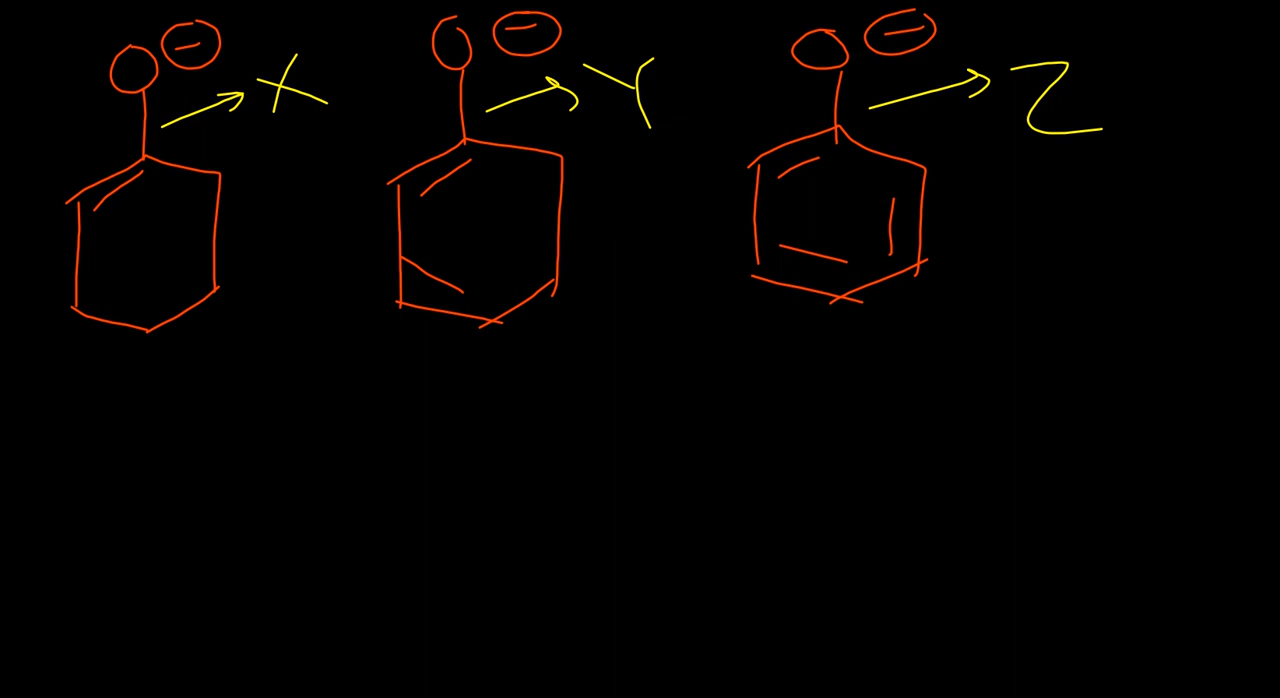 O ⊖ → X
O ⊖ → Y
O ⊖ → Z